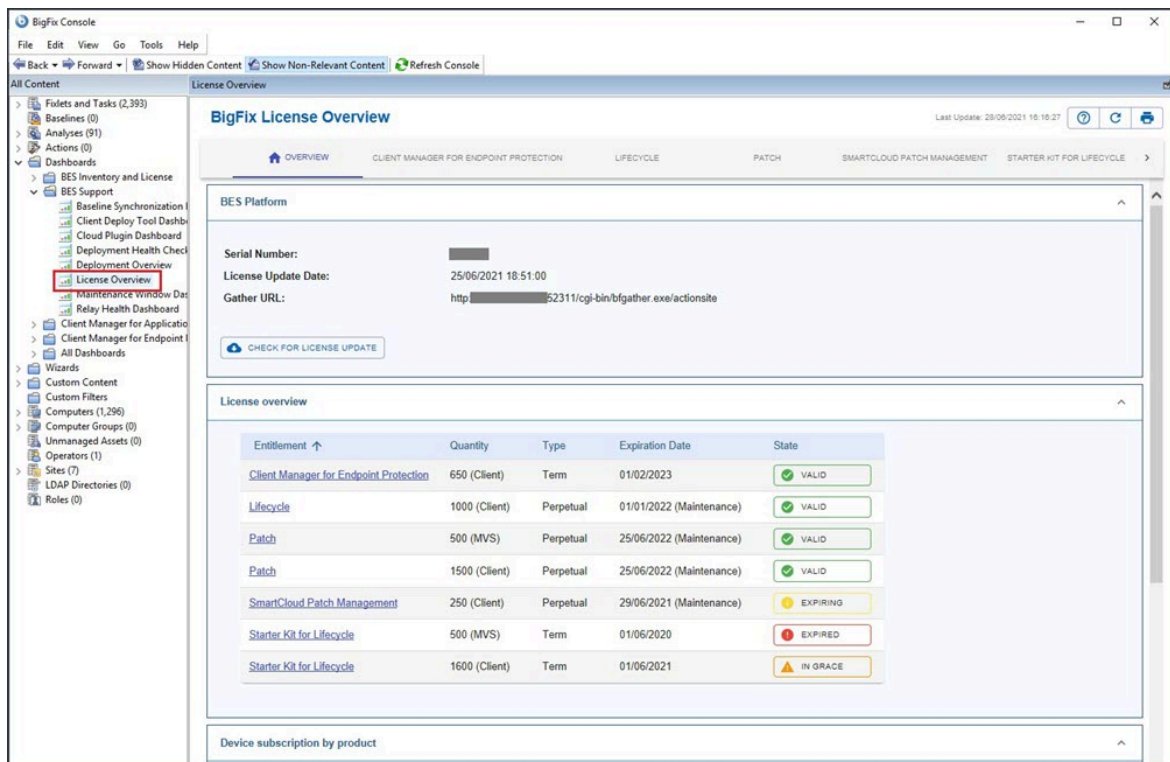 BigFix Console
File Edit View Go Tools Help
Back Forward Show Hidden Content Show Non-Relevant Content Refresh Console
All Content
License Overview
Fixlets and Tasks (2,393)
Baselines (0)
Analyses (91)
Actions (0)
Dashboards
BES Inventory and License
BES Support
Baseline Synchronization
Client Deploy Tool Dashb
Cloud Plugin Dashboard
Deployment Health Check
Deployment Overview
License Overview
Maintenance Window Das
Relay Health Dashboard
Client Manager for Applicatio
Client Manager for Endpoint
All Dashboards
Wizards
Custom Content
Custom Filters
Computers (1,296)
Computer Groups (0)
Unmanaged Assets (0)
Operators (1)
Sites (7)
LDAP Directories (0)
Roles (0)
BigFix License Overview
Last Update: 28/06/2021 16:16:27
OVERVIEW CLIENT MANAGER FOR ENDPOINT PROTECTION LIFECYCLE PATCH SMARTCLOUD PATCH MANAGEMENT STARTER KIT FOR LIFECYCLE
BES Platform
Serial Number:
License Update Date: 25/06/2021 18:51:00
Gather URL: http: 52311/cgi-bin/bfgather.exe/actionsite
CHECK FOR LICENSE UPDATE
License overview
Entitlement Quantity Type Expiration Date State
Client Manager for Endpoint Protection 650 (Client) Term 01/02/2023 VALID
Lifecycle 1000 (Client) Perpetual 01/01/2022 (Maintenance) VALID
Patch 500 (MVS) Perpetual 25/06/2022 (Maintenance) VALID
Patch 1500 (Client) Perpetual 25/06/2022 (Maintenance) VALID
SmartCloud Patch Management 250 (Client) Perpetual 29/06/2021 (Maintenance) EXPIRING
Starter Kit for Lifecycle 500 (MVS) Term 01/06/2020 EXPIRED
Starter Kit for Lifecycle 1600 (Client) Term 01/06/2021 IN GRACE
Device subscription by product